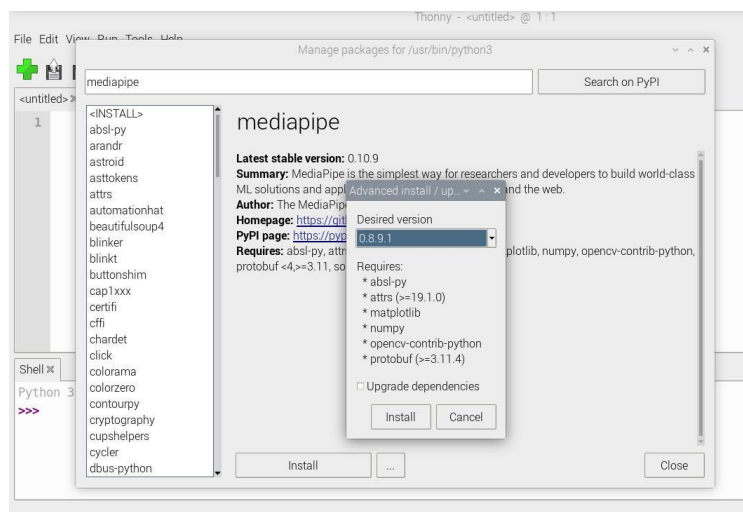 Thonny - <untitled> @ 1 : 1
File Edit View Run Tools Help
Manage packages for /usr/bin/python3
mediapipe
Search on PyPI
<untitled>
1
<INSTALL>
absl-py
arandr
astroid
asttokens
attrs
automationhat
beautifulsoup4
blinker
blinkt
buttonshim
cap1xxx
certifi
cffi
chardet
click
colorama
colorzero
contourpy
cryptography
cupshelpers
cycler
dbus-python
mediapipe
Latest stable version: 0.10.9
Summary: MediaPipe is the simplest way for researchers and developers to build world-class
ML solutions and appl and the web.
Author: The MediaPip
Homepage: https://git
PyPI page: https://pyp
Requires: absl-py, attrs plotlib, numpy, opencv-contrib-python,
protobuf <4,>=3.11, so
Advanced install / up...
Desired version
0.8.9.1
Requires:
* absl-py
* attrs (>=19.1.0)
* matplotlib
* numpy
* opencv-contrib-python
* protobuf (>=3.11.4)
Upgrade dependencies
Install Cancel
Install ... Close
Shell
Python 3
>>>